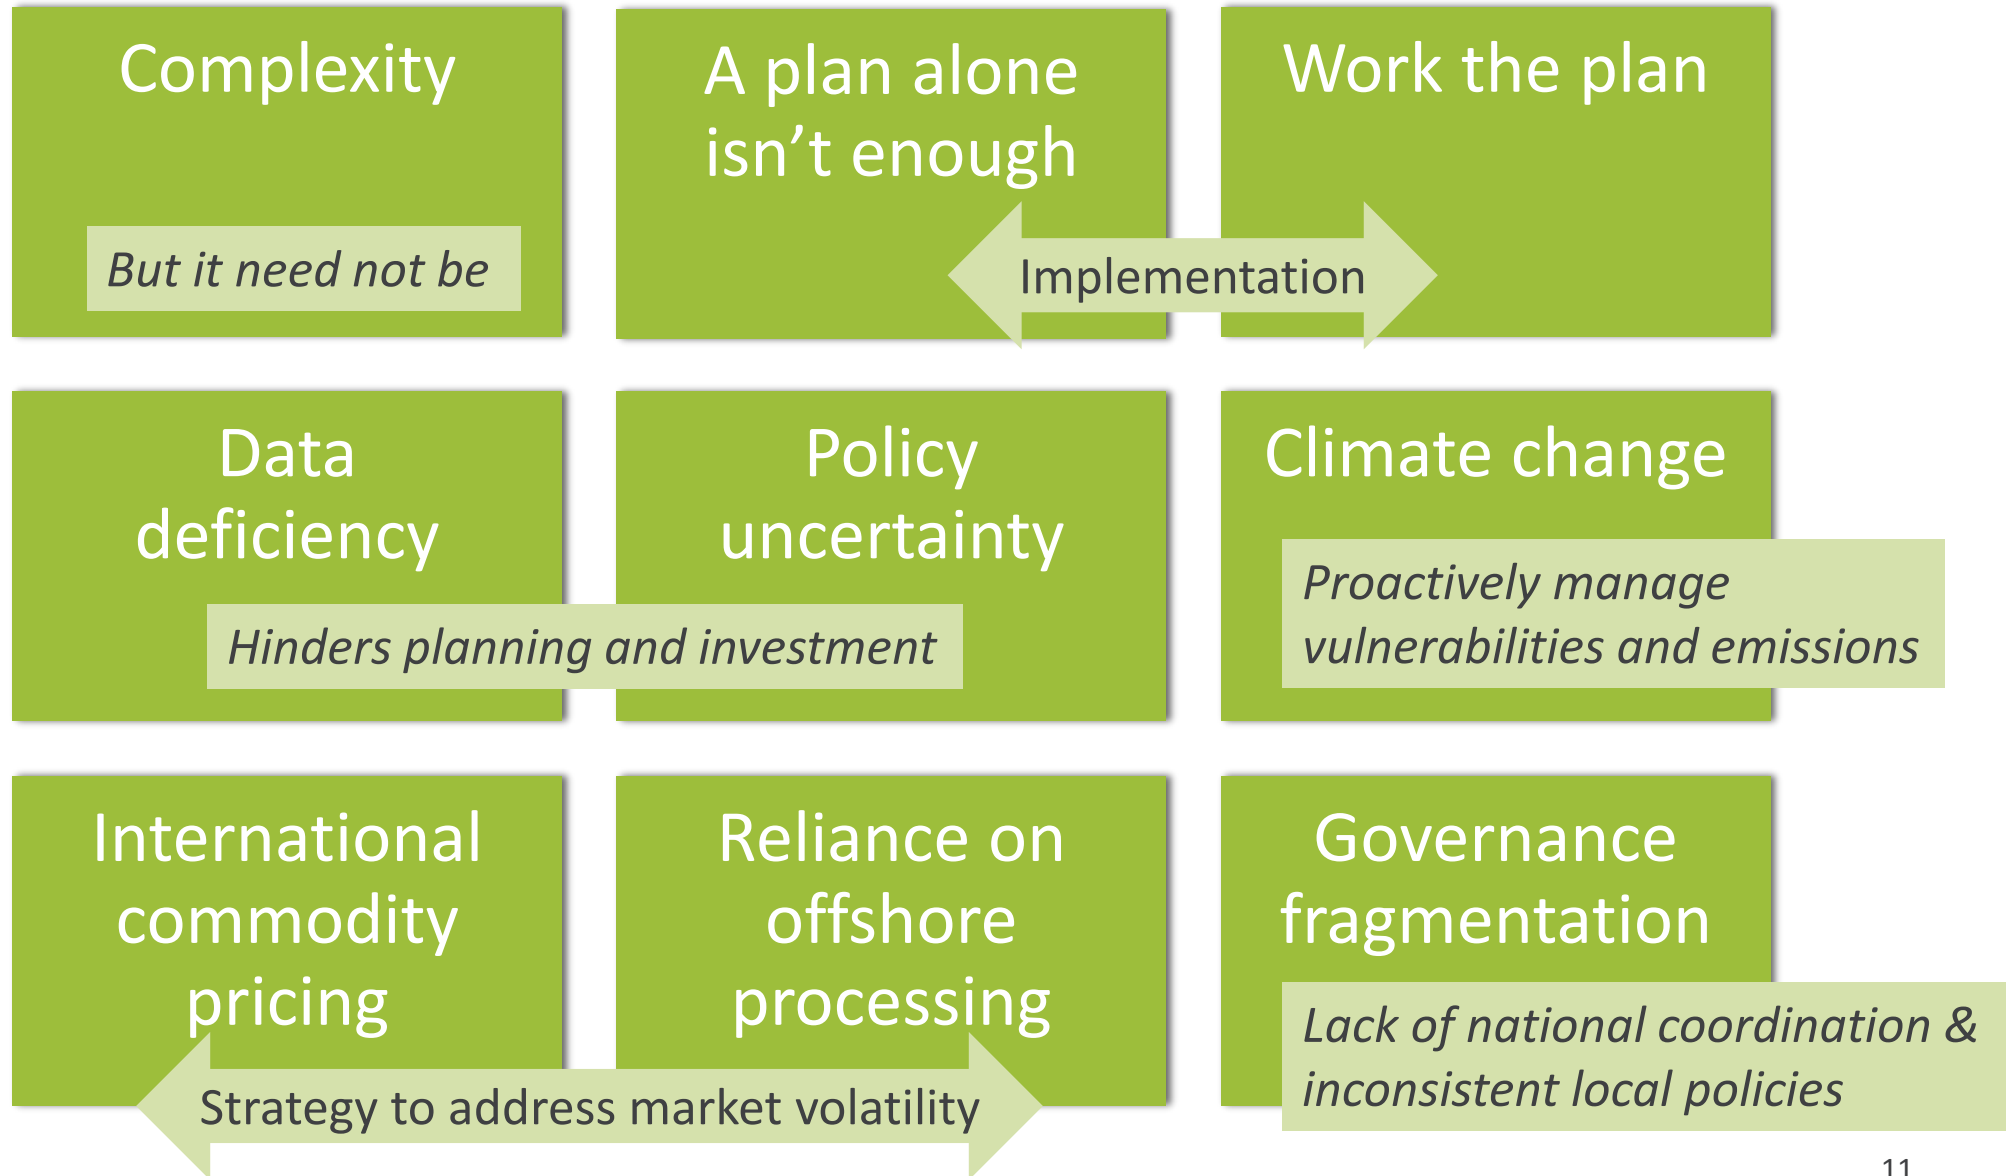 Complexity
But it need not be
A plan alone
isn’t enough
Work the plan
Implementation
Data
deficiency
Policy
uncertainty
Hinders planning and investment
Climate change
Proactively manage
vulnerabilities and emissions
International
commodity
pricing
Reliance on
offshore
processing
Strategy to address market volatility
Governance
fragmentation
Lack of national coordination &
inconsistent local policies
11